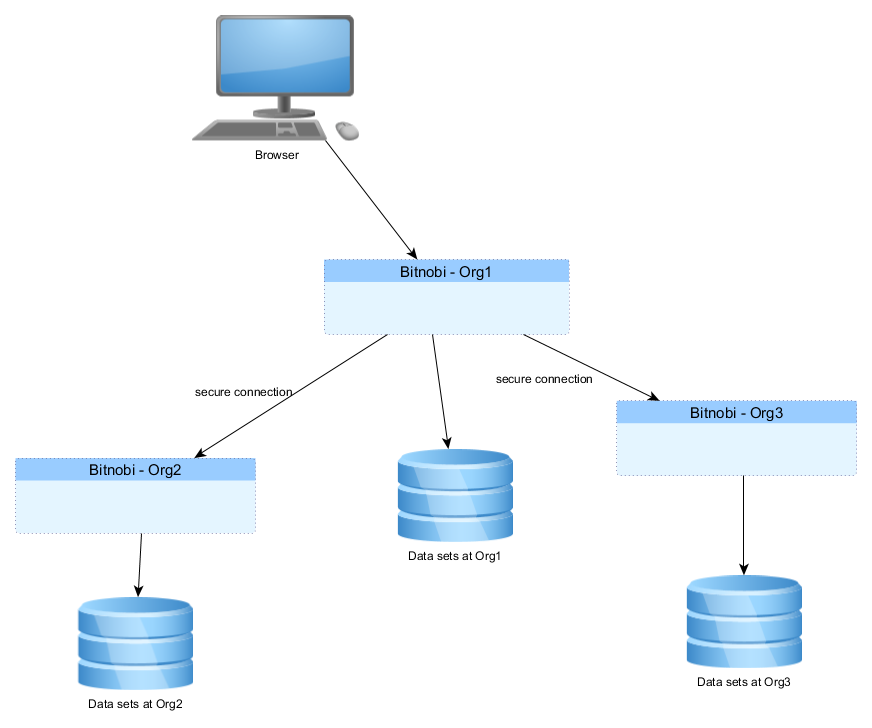 Browser
Bitnobi - Org1
secure connection
secure connection
Bitnobi - Org3
Bitnobi - Org2
Data sets at Org1
Data sets at Org3
Data sets at Org2